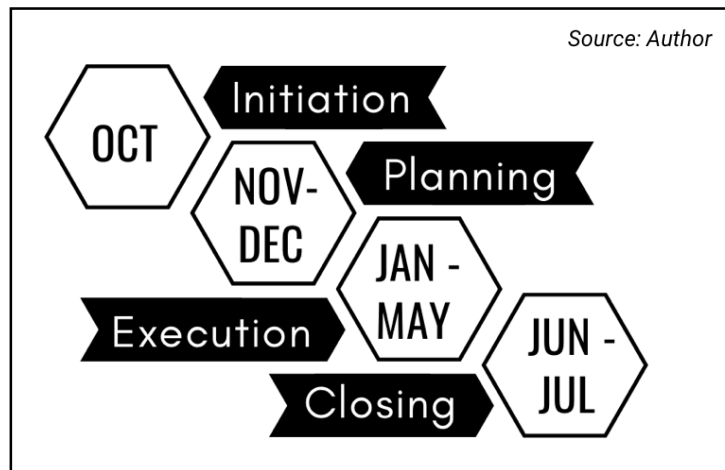 Source: Author
OCT
Initiation
NOV-
DEC
Planning
JAN -
MAY
Execution
JUN -
JUL
Closing